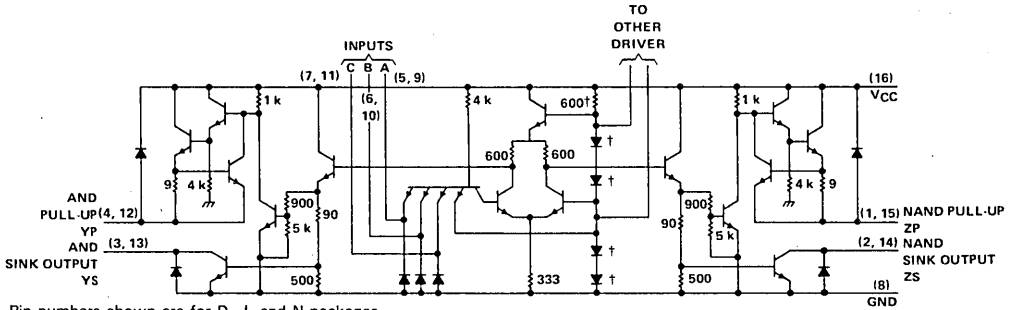 TO
OTHER
DRIVER
INPUTS
C B A
(7, 11)
(5, 9)
(6,
10)
(16)
VCC
1 k
4 k
600†
1 k
†
600
600
†
9
4 k
900
90
5 k
900
90
5 k
4 k
9
AND
PULL-UP
YP
(4, 12)
(1, 15)
NAND PULL-UP
ZP
AND
SINK OUTPUT
YS
(3, 13)
(2, 14)
NAND
SINK OUTPUT
ZS
†
†
500
333
500
(8)
GND
Pin numbers shown are for D, J, and N packages